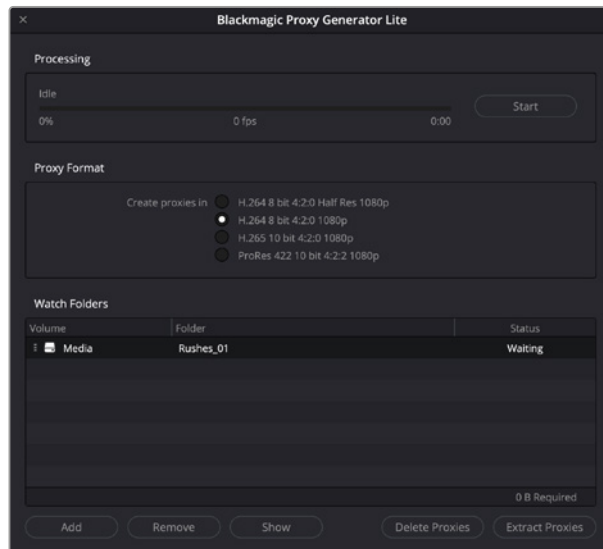 Blackmagic Proxy Generator Lite
Processing
Idle
0% 0 fps 0:00
Start
Proxy Format
Create proxies in H.264 8 bit 4:2:0 Half Res 1080p
H.264 8 bit 4:2:0 1080p
H.265 10 bit 4:2:0 1080p
ProRes 422 10 bit 4:2:2 1080p
Watch Folders
Volume Folder Status
Media Rushes_01 Waiting
0 B Required
Add Remove Show Delete Proxies Extract Proxies